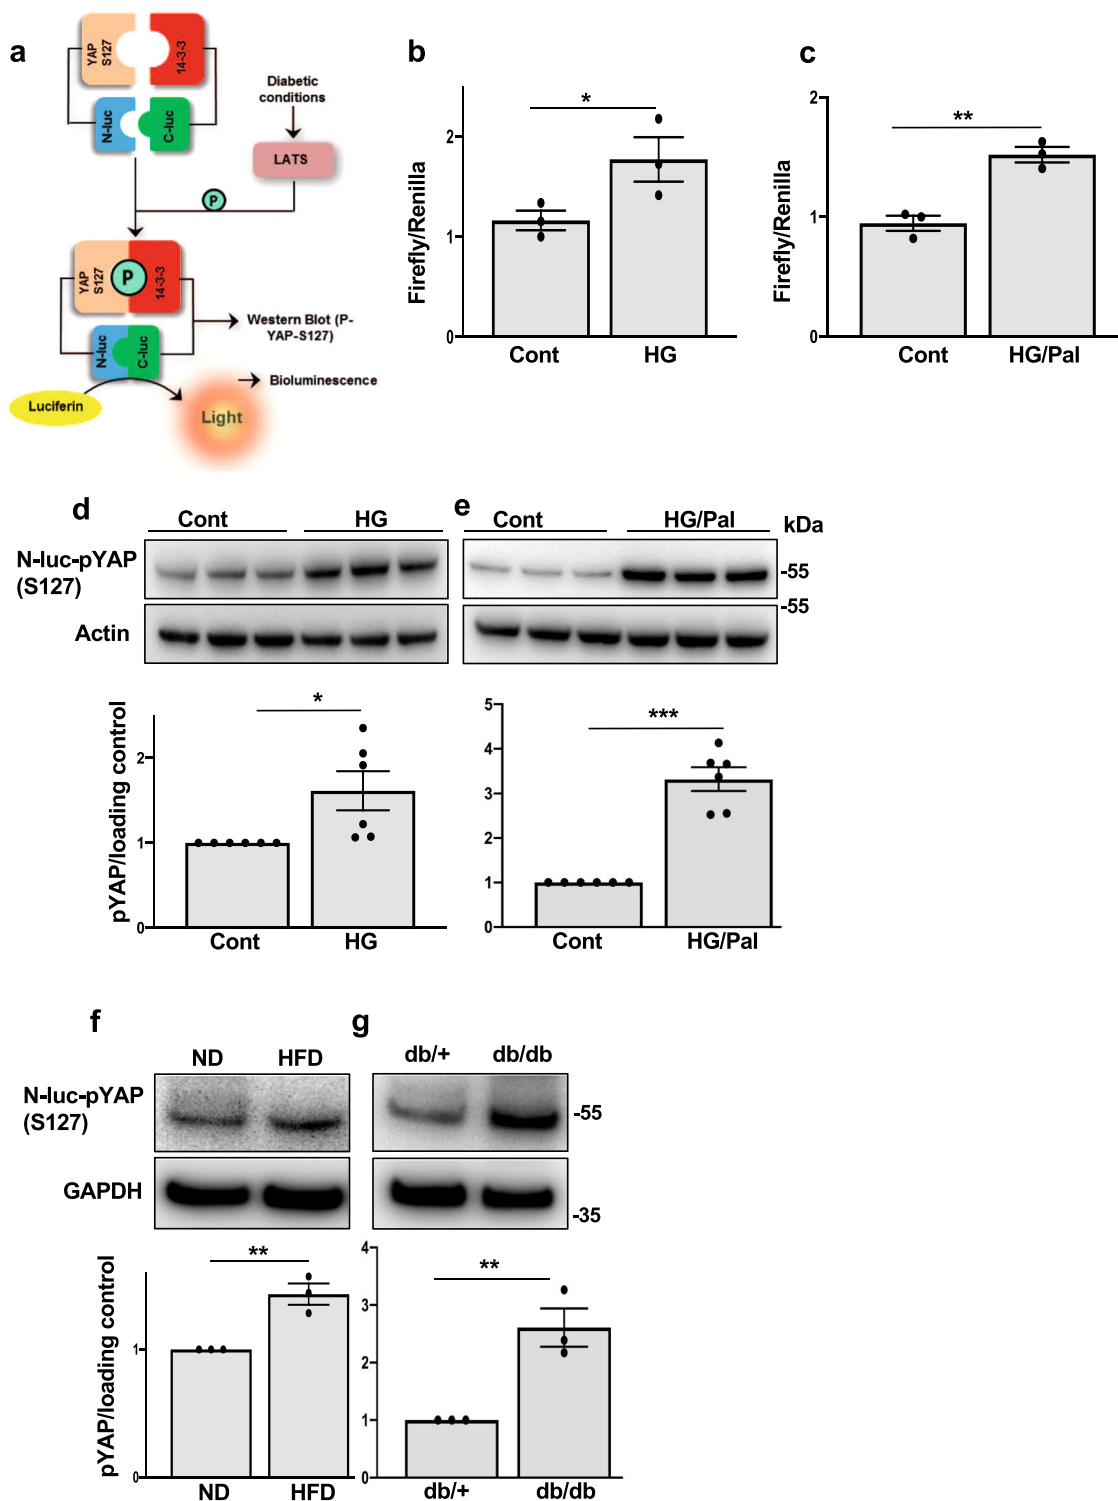 a
YAP
S127
14-3-3
N-luc
C-luc
Diabetic
conditions
LATS
P
YAP
S127
P
14-3-3
N-luc
C-luc
Western Blot (P-
YAP-S127)
Bioluminescence
Luciferin
Light
b
Firefly/Renilla
2
1
0
*
Cont
HG
c
Firefly/Renilla
2
1
0
**
Cont
HG/Pal
d
Cont
HG
N-luc-pYAP
(S127)
Actin
e
Cont
HG/Pal
kDa
-55
-55
pYAP/loading control
2
1
0
*
Cont
HG
5
4
3
2
1
0
***
Cont
HG/Pal
f
ND
HFD
N-luc-pYAP
(S127)
GAPDH
g
db/+
db/db
-55
-35
pYAP/loading control
1
0
**
ND
HFD
4
3
2
1
0
**
db/+
db/db